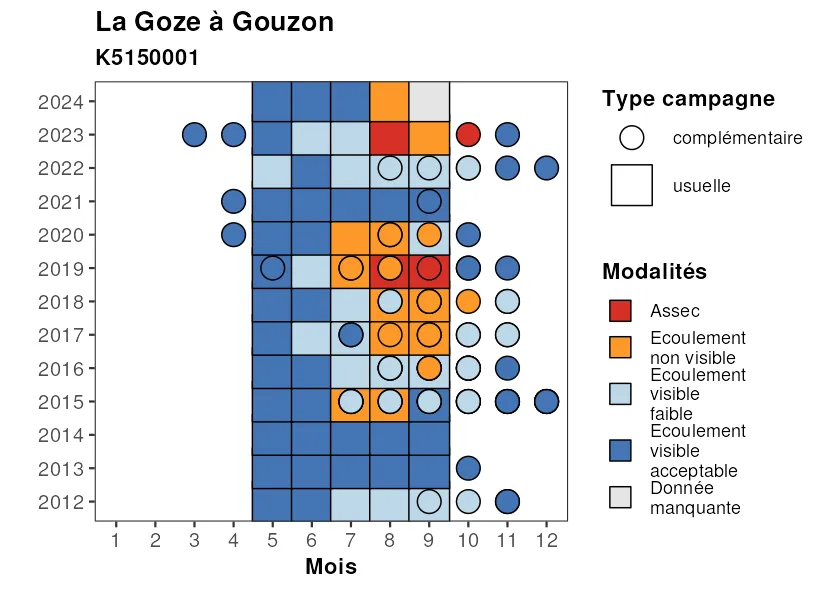 La Goze à Gouzon
K5150001
2024
2023
2022
2021
2020
2019
2018
2017
2016
2015
2014
2013
2012
1 2 3 4 5 6 7 8 9 10 11 12
Mois
Type campagne
complémentaire
usuelle
Modalités
Assec
Ecoulement
non visible
Ecoulement
visible
faible
Ecoulement
visible
acceptable
Donnée
manquante